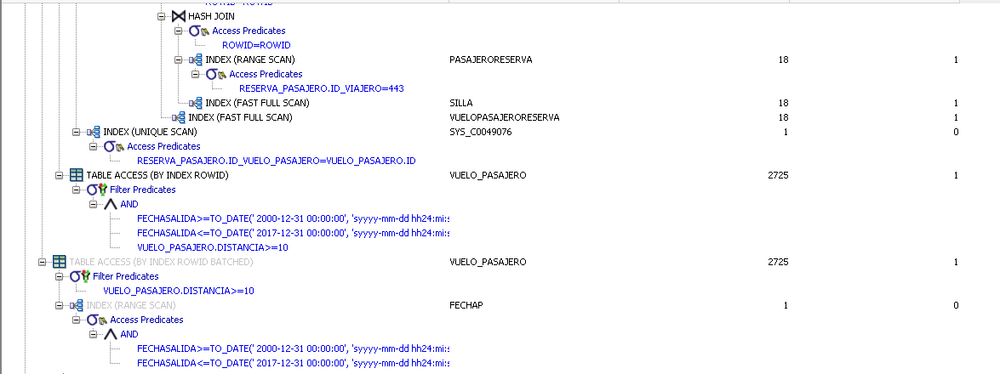 ROWID=ROWID
HASH JOIN
Access Predicates
ROWID=ROWID
INDEX (RANGE SCAN) PASAJERORESERVA 18 1
Access Predicates
RESERVA_PASAJERO.ID_VIAJERO=443
INDEX (FAST FULL SCAN) SILLA 18 1
INDEX (FAST FULL SCAN) VUELOPASAJERORESERVA 18 1
INDEX (UNIQUE SCAN) SYS_C0049076 1 0
Access Predicates
RESERVA_PASAJERO.ID_VUELO_PASAJERO=VUELO_PASAJERO.ID
TABLE ACCESS (BY INDEX ROWID) VUELO_PASAJERO 2725 1
Filter Predicates
AND
FECHASALIDA>=TO_DATE(' 2000-12-31 00:00:00', 'syyyy-mm-dd hh24:mi:s
FECHASALIDA<=TO_DATE(' 2017-12-31 00:00:00', 'syyyy-mm-dd hh24:mi:s
VUELO_PASAJERO.DISTANCIA>=10
TABLE ACCESS (BY INDEX ROWID BATCHED) VUELO_PASAJERO 2725 1
Filter Predicates
VUELO_PASAJERO.DISTANCIA>=10
INDEX (RANGE SCAN) FECHAP 1 0
Access Predicates
AND
FECHASALIDA>=TO_DATE(' 2000-12-31 00:00:00', 'syyyy-mm-dd hh24:mi:s
FECHASALIDA<=TO_DATE(' 2017-12-31 00:00:00', 'syyyy-mm-dd hh24:mi:s